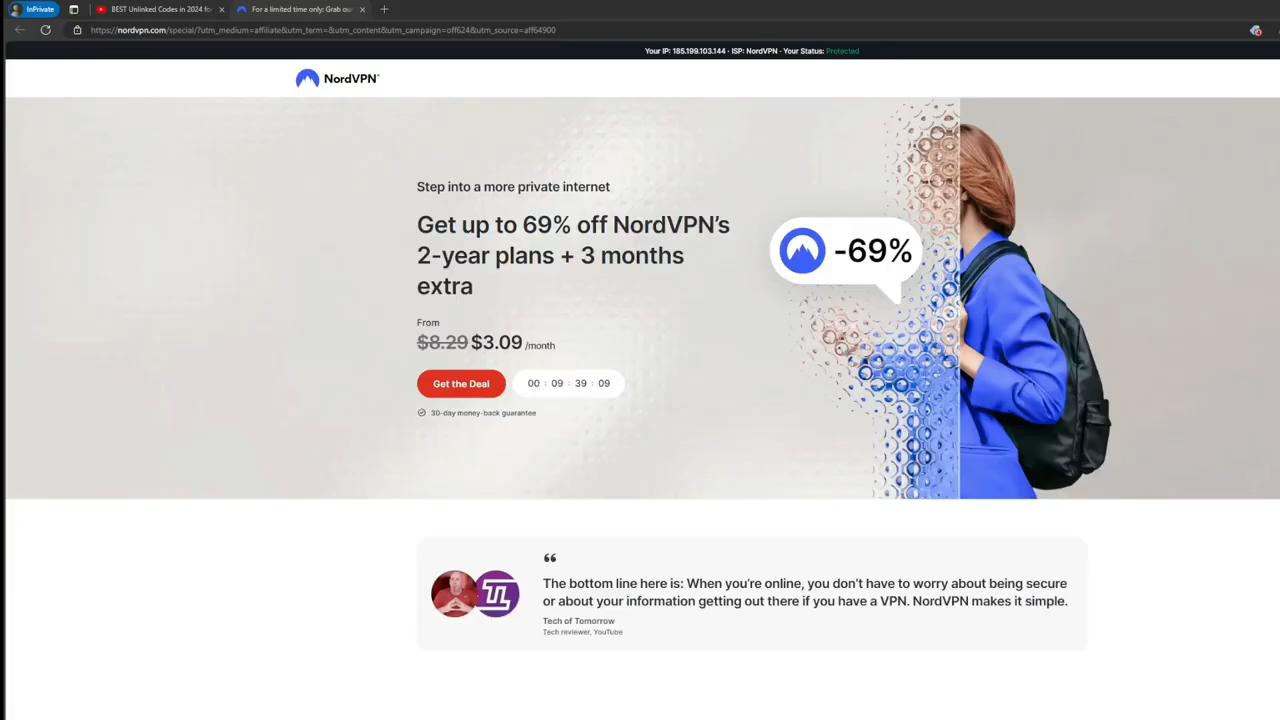 InPrivate
BEST Unlinked Codes in 2024 fo
For a limited time only: Grab ou
https://nordvpn.com/special/?utm_medium=affiliate&utm_term=&utm_content&utm_campaign=off624&utm_source=aff64900
Your IP: 185.199.103.144 · ISP: NordVPN · Your Status: Protected
NordVPN®
Step into a more private internet
Get up to 69% off NordVPN’s
2-year plans + 3 months
extra
-69%
From
$8.29 $3.09 /month
Get the Deal
00 : 09 : 39 : 09
30-day money-back guarantee
“
The bottom line here is: When you’re online, you don’t have to worry about being secure
or about your information getting out there if you have a VPN. NordVPN makes it simple.
Tech of Tomorrow
Tech reviewer, YouTube